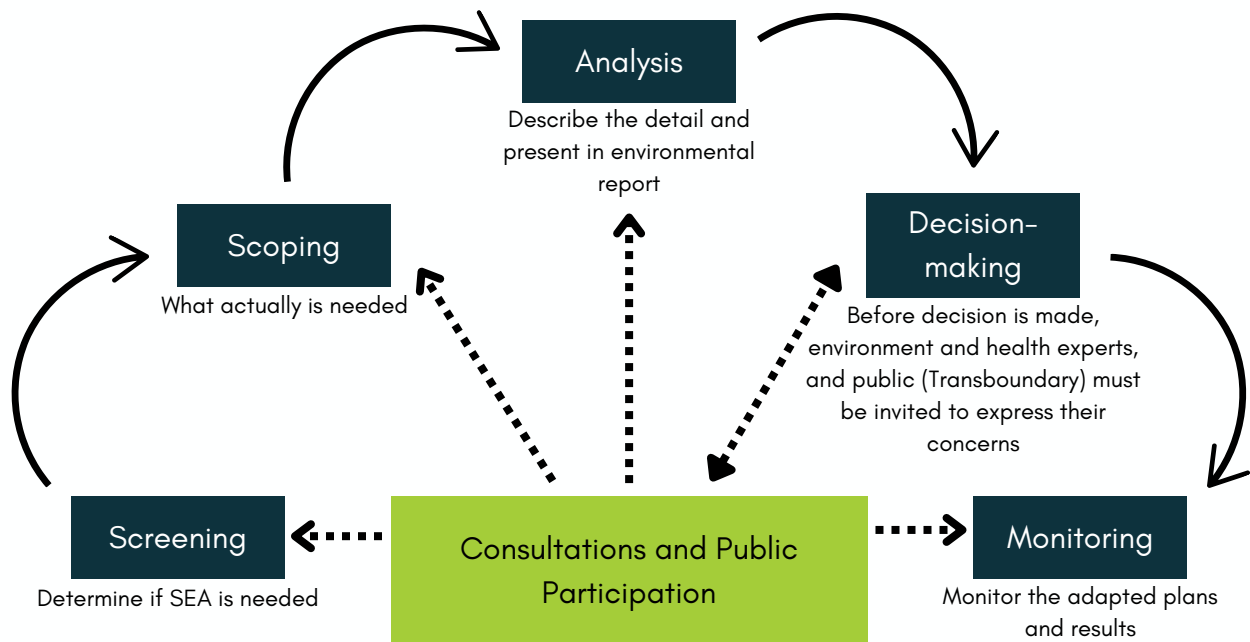 Analysis
Describe the detail and
present in environmental
report
Scoping
What actually is needed
Decision-
making
Before decision is made,
environment and health experts,
and public (Transboundary) must
be invited to express their
concerns
Screening
Determine if SEA is needed
Consultations and Public
Participation
Monitoring
Monitor the adapted plans
and results